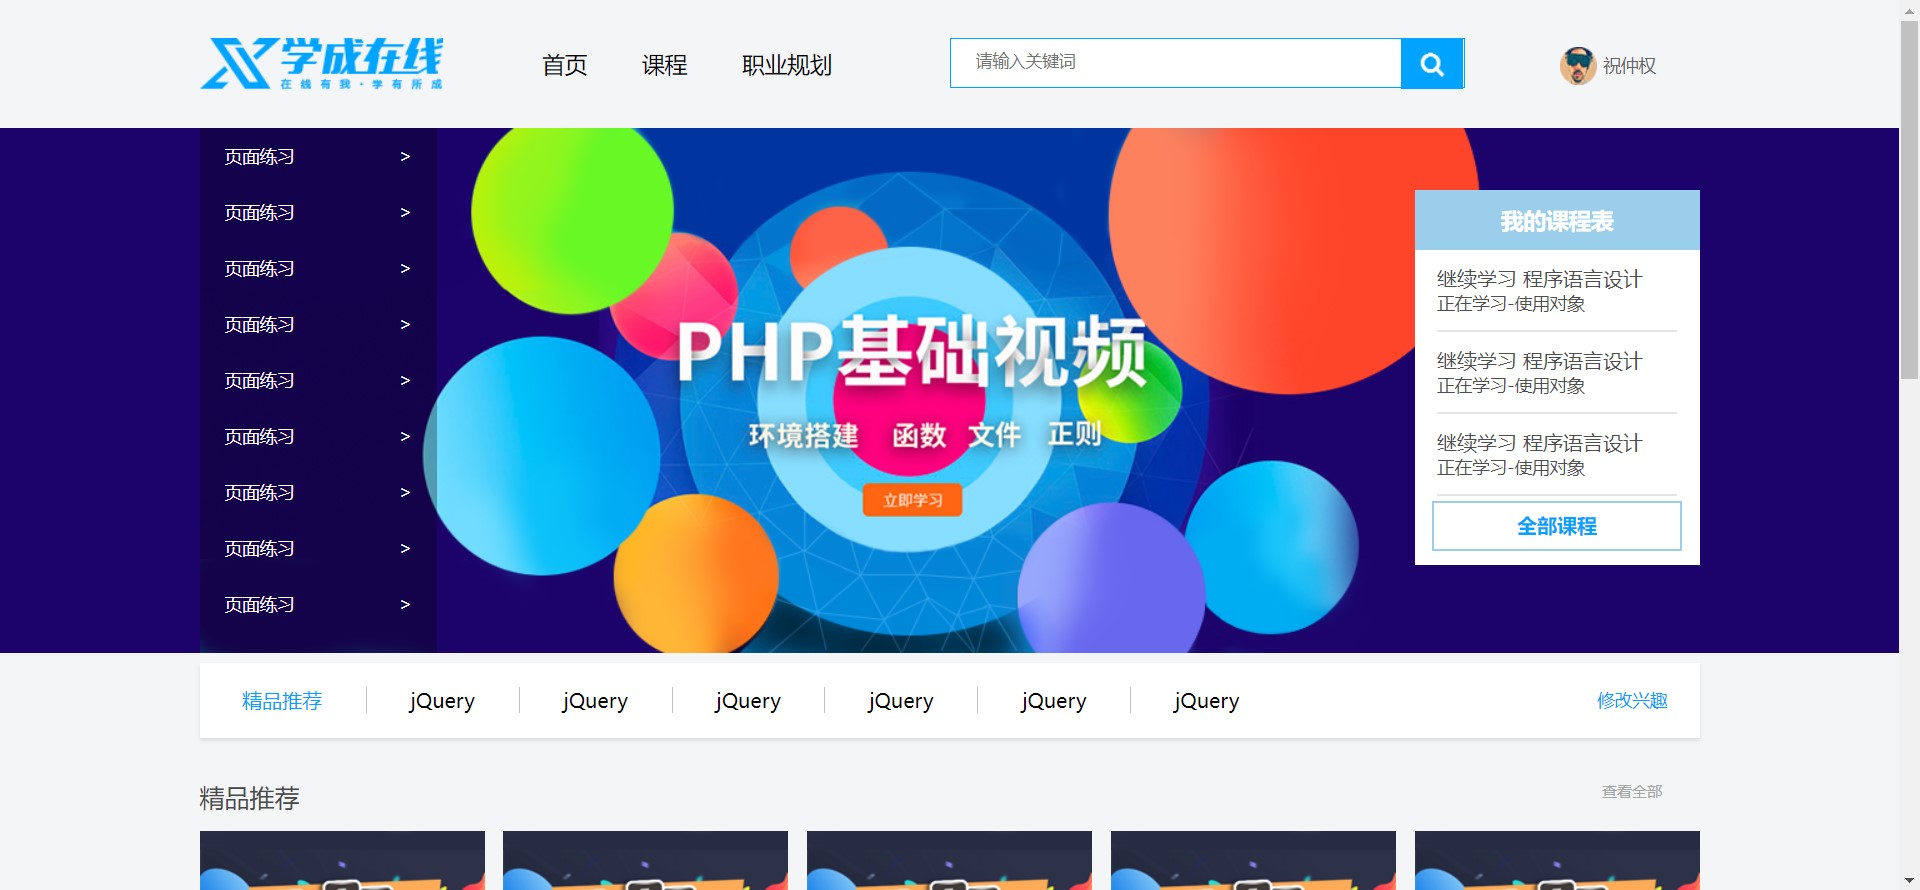 学成在线
在线有我·学有所成
首页 课程 职业规划
请输入关键词
祝仲权
页面练习 >
页面练习 >
页面练习 >
页面练习 >
页面练习 >
页面练习 >
页面练习 >
页面练习 >
页面练习 >
PHP基础视频
环境搭建 函数 文件 正则
立即学习
我的课程表
继续学习 程序语言设计
正在学习-使用对象
继续学习 程序语言设计
正在学习-使用对象
继续学习 程序语言设计
正在学习-使用对象
全部课程
精品推荐 jQuery jQuery jQuery jQuery jQuery jQuery 修改兴趣
精品推荐 查看全部